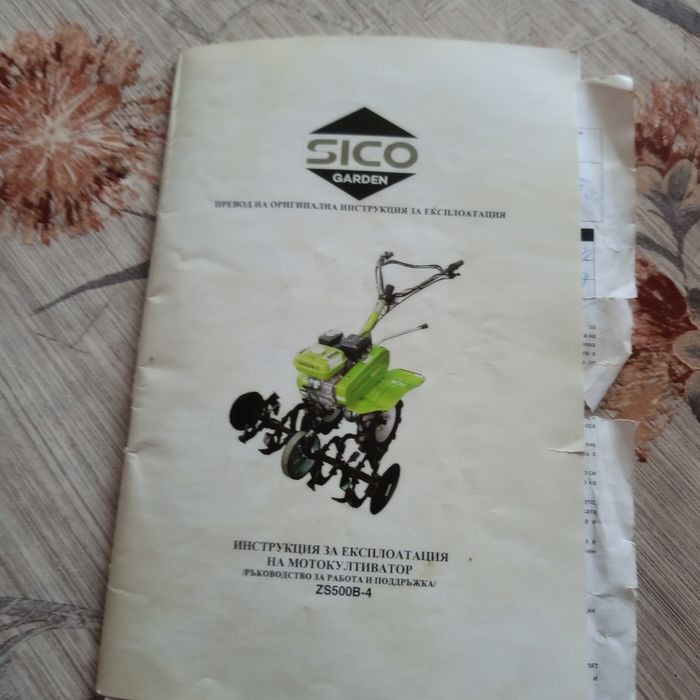 SICO
GARDEN
ПРЕВОД НА ОРИГИНАЛНА ИНСТРУКЦИЯ ЗА ЕКСПЛОАТАЦИЯ
ИНСТРУКЦИЯ ЗА ЕКСПЛОАТАЦИЯ
НА МОТОКУЛТИВАТОР
/РЪКОВОДСТВО ЗА РАБОТА И ПОДДРЪЖКА/
ZS500B-4